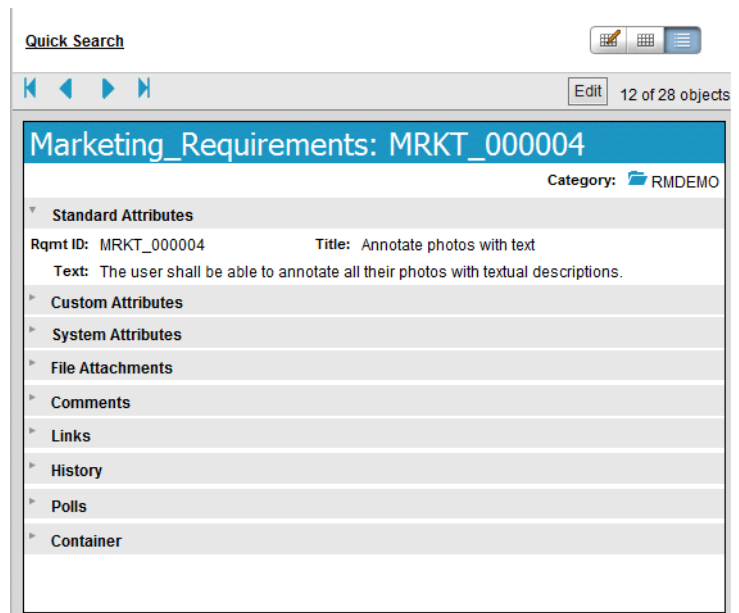 Quick Search
Edit 12 of 28 objects
Marketing_Requirements: MRKT_000004
Category: RMDEMO
Standard Attributes
Rqmt ID: MRKT_000004 Title: Annotate photos with text
Text: The user shall be able to annotate all their photos with textual descriptions.
Custom Attributes
System Attributes
File Attachments
Comments
Links
History
Polls
Container